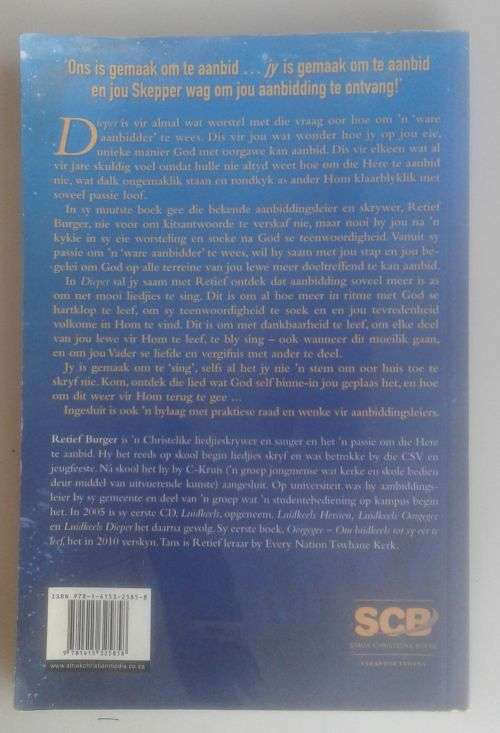 'Ons is gemaak om te aanbid ... jy is gemaak om te aanbid
en jou Skepper wag om jou aanbidding te ontvang!'
Dieper is vir almal wat worstel met die vraag oor hoe om 'n 'ware
aanbidder' te wees. Dis vir jou wat wonder hoe jy op jou eie,
unieke manier God met oorgawe kan aanbid. Dis vir elkeen wat al
vir jare skuldig voel omdat hulle nie altyd weet hoe om die Here te aanbid
nie, wat dalk ongemaklik staan en rondkyk as ander Hom klaarblyklik met
soveel passie loof.
In sy nuutste boek gee die bekende aanbiddingsleier en skrywer, Retief
Burger, nie voor om kitsantwoorde te verskaf nie, maar nooi hy jou na 'n
kykie in sy eie worsteling en soeke na God se teenwoordigheid. Vanuit sy
passie om 'n 'ware aanbidder' te wees, wil hy saam met jou stap en jou be-
gelei om God op alle terreine van jou lewe meer doeltreffend te kan aanbid.
In Dieper sal jy saam met Retief ontdek dat aanbidding soveel meer is as
om net mooi liedjies te sing. Dit is om al hoe meer in ritme met God se
hartklop te leef, om sy teenwoordigheid te soek en en jou tevredenheid
volkome in Hom te vind. Dit is om met dankbaarheid te leef, om elke deel
van jou lewe vir Hom te leef, te bly sing – ook wanneer dit moeilik gaan,
en om jou Vader se liefde en vergifnis met ander te deel.
Jy is gemaak om te 'sing', selfs al het jy nie 'n stem om oor huis toe te
skryf nie. Kom, ontdek die lied wat God self binne-in jou geplaas het, en hoe
om dit weer vir Hom terug te gee ...
Ingesluit is ook 'n bylaag met praktiese raad en wenke vir aanbiddingsleiers.
Retief Burger is 'n Christelike liedjieskrywer en sanger en het 'n passie om die Here
te aanbid. Hy het reeds op skool begin liedjies skryf en was betrokke by die CSV en
jeugfeeste. Na skool het hy by C-Kruis ('n groep jongmense wat kerke en skole bedien
deur middel van uitvoerende kunste) aangesluit. Op universiteit was hy aanbiddings-
leier by sy gemeente en deel van 'n groep wat 'n studentebediening op kampus begin
het. In 2005 is sy eerste CD, Luidkeels, opgeneem. Luidkeels Hemien, Luidkeels Oorgegee
en Luidkeels Dieper het daarna gevolg. Sy eerste boek, Oorgegee – Om luidkeels tot sy eer te
leef, het in 2010 verskyn. Tans is Retief leraar by Every Nation Tswhane Kerk.
ISBN 978-1-4153-2585-8
9 781415 325858
SCB